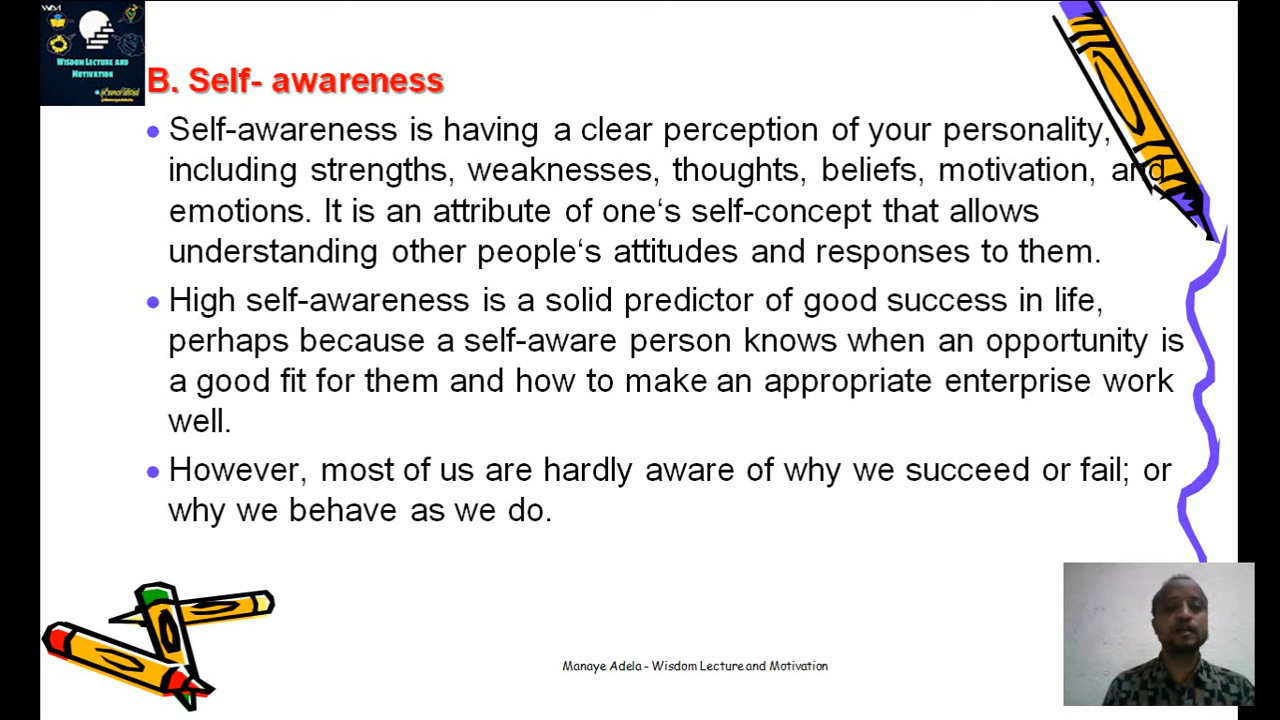 WLM
WISDOM LECTURE AND
MOTIVATION
B. Self- awareness
• Self-awareness is having a clear perception of your personality,
including strengths, weaknesses, thoughts, beliefs, motivation, and
emotions. It is an attribute of one‘s self-concept that allows
understanding other people‘s attitudes and responses to them.
• High self-awareness is a solid predictor of good success in life,
perhaps because a self-aware person knows when an opportunity is
a good fit for them and how to make an appropriate enterprise work
well.
• However, most of us are hardly aware of why we succeed or fail; or
why we behave as we do.
Manaye Adela - Wisdom Lecture and Motivation